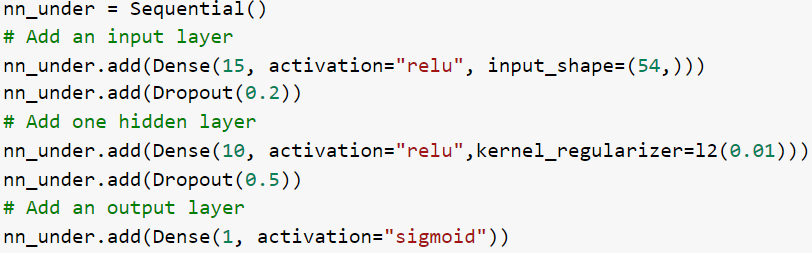 nn_under = Sequential()
# Add an input layer
nn_under.add(Dense(15, activation="relu", input_shape=(54,)))
nn_under.add(Dropout(0.2))
# Add one hidden layer
nn_under.add(Dense(10, activation="relu",kernel_regularizer=l2(0.01)))
nn_under.add(Dropout(0.5))
# Add an output layer
nn_under.add(Dense(1, activation="sigmoid"))